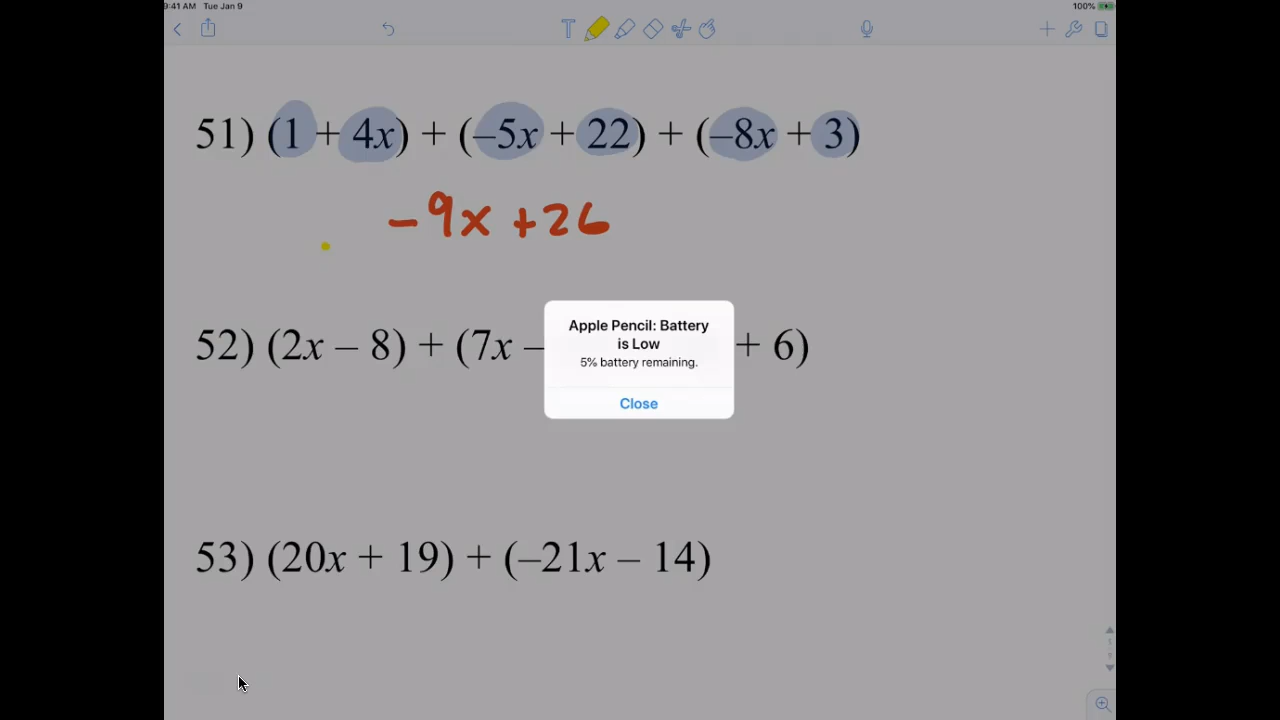 9:41 AM Tue Jan 9
100%
T
51) (1 + 4x) + (–5x + 22) + (–8x + 3)
-9x +26
52) (2x – 8) + (7x – + 6)
Apple Pencil: Battery
is Low
5% battery remaining.
Close
53) (20x + 19) + (–21x – 14)